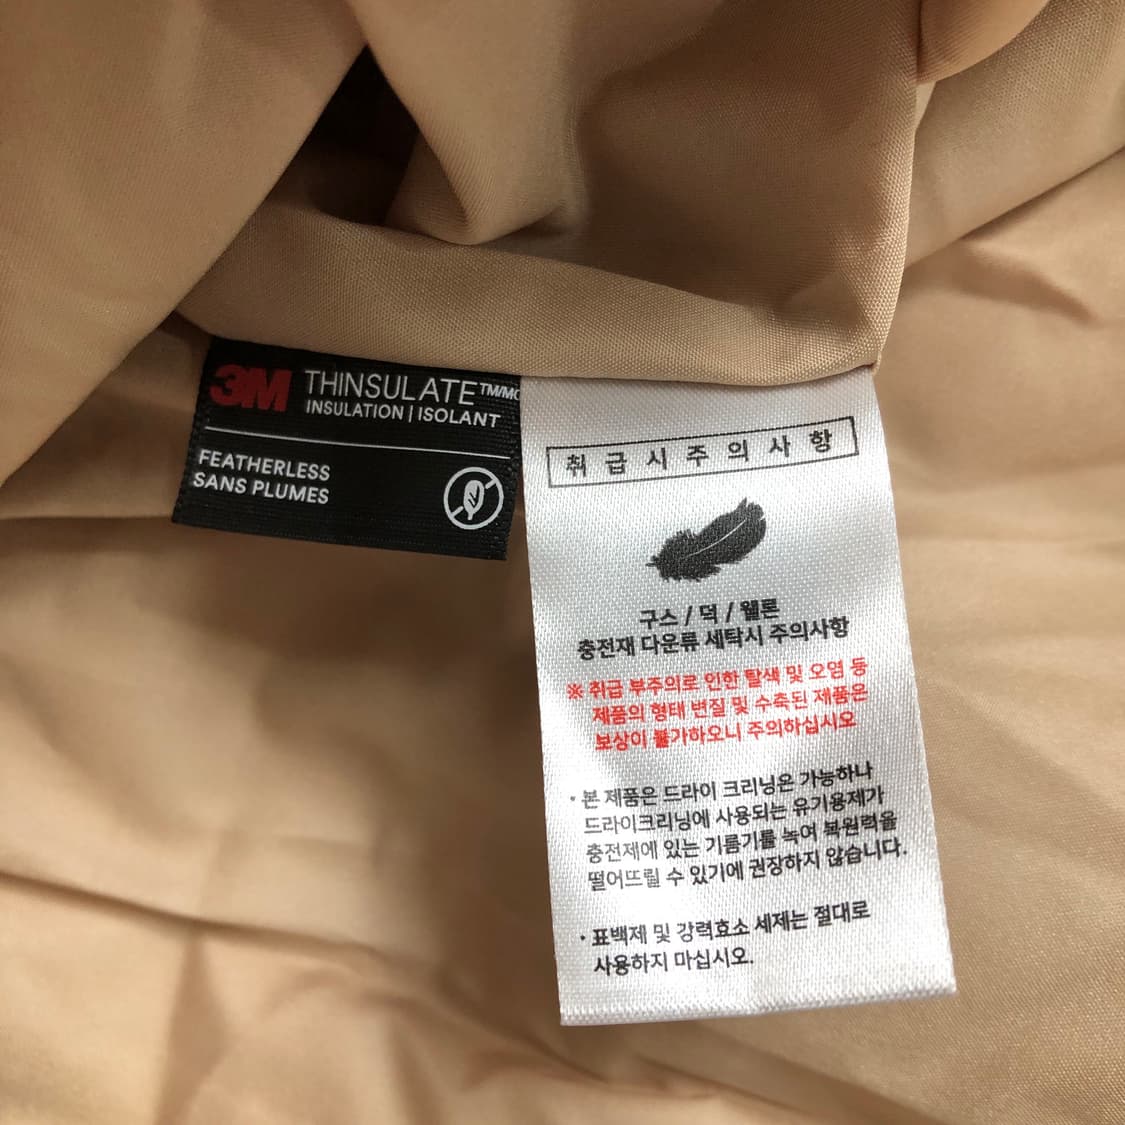 3M THINSULATE™/MC
INSULATION | ISOLANT
FEATHERLESS
SANS PLUMES
취급시주의사항
구스 / 덕 / 웰론
충전재 다운류 세탁시 주의사항
※ 취급 부주의로 인한 탈색 및 오염 등
제품의 형태 변질 및 수축된 제품은
보상이 불가하오니 주의하십시오
· 본 제품은 드라이 크리닝은 가능하나
드라이크리닝에 사용되는 유기용제가
충전제에 있는 기름기를 녹여 복원력을
떨어뜨릴 수 있기에 권장하지 않습니다.
· 표백제 및 강력효소 세제는 절대로
사용하지 마십시오.